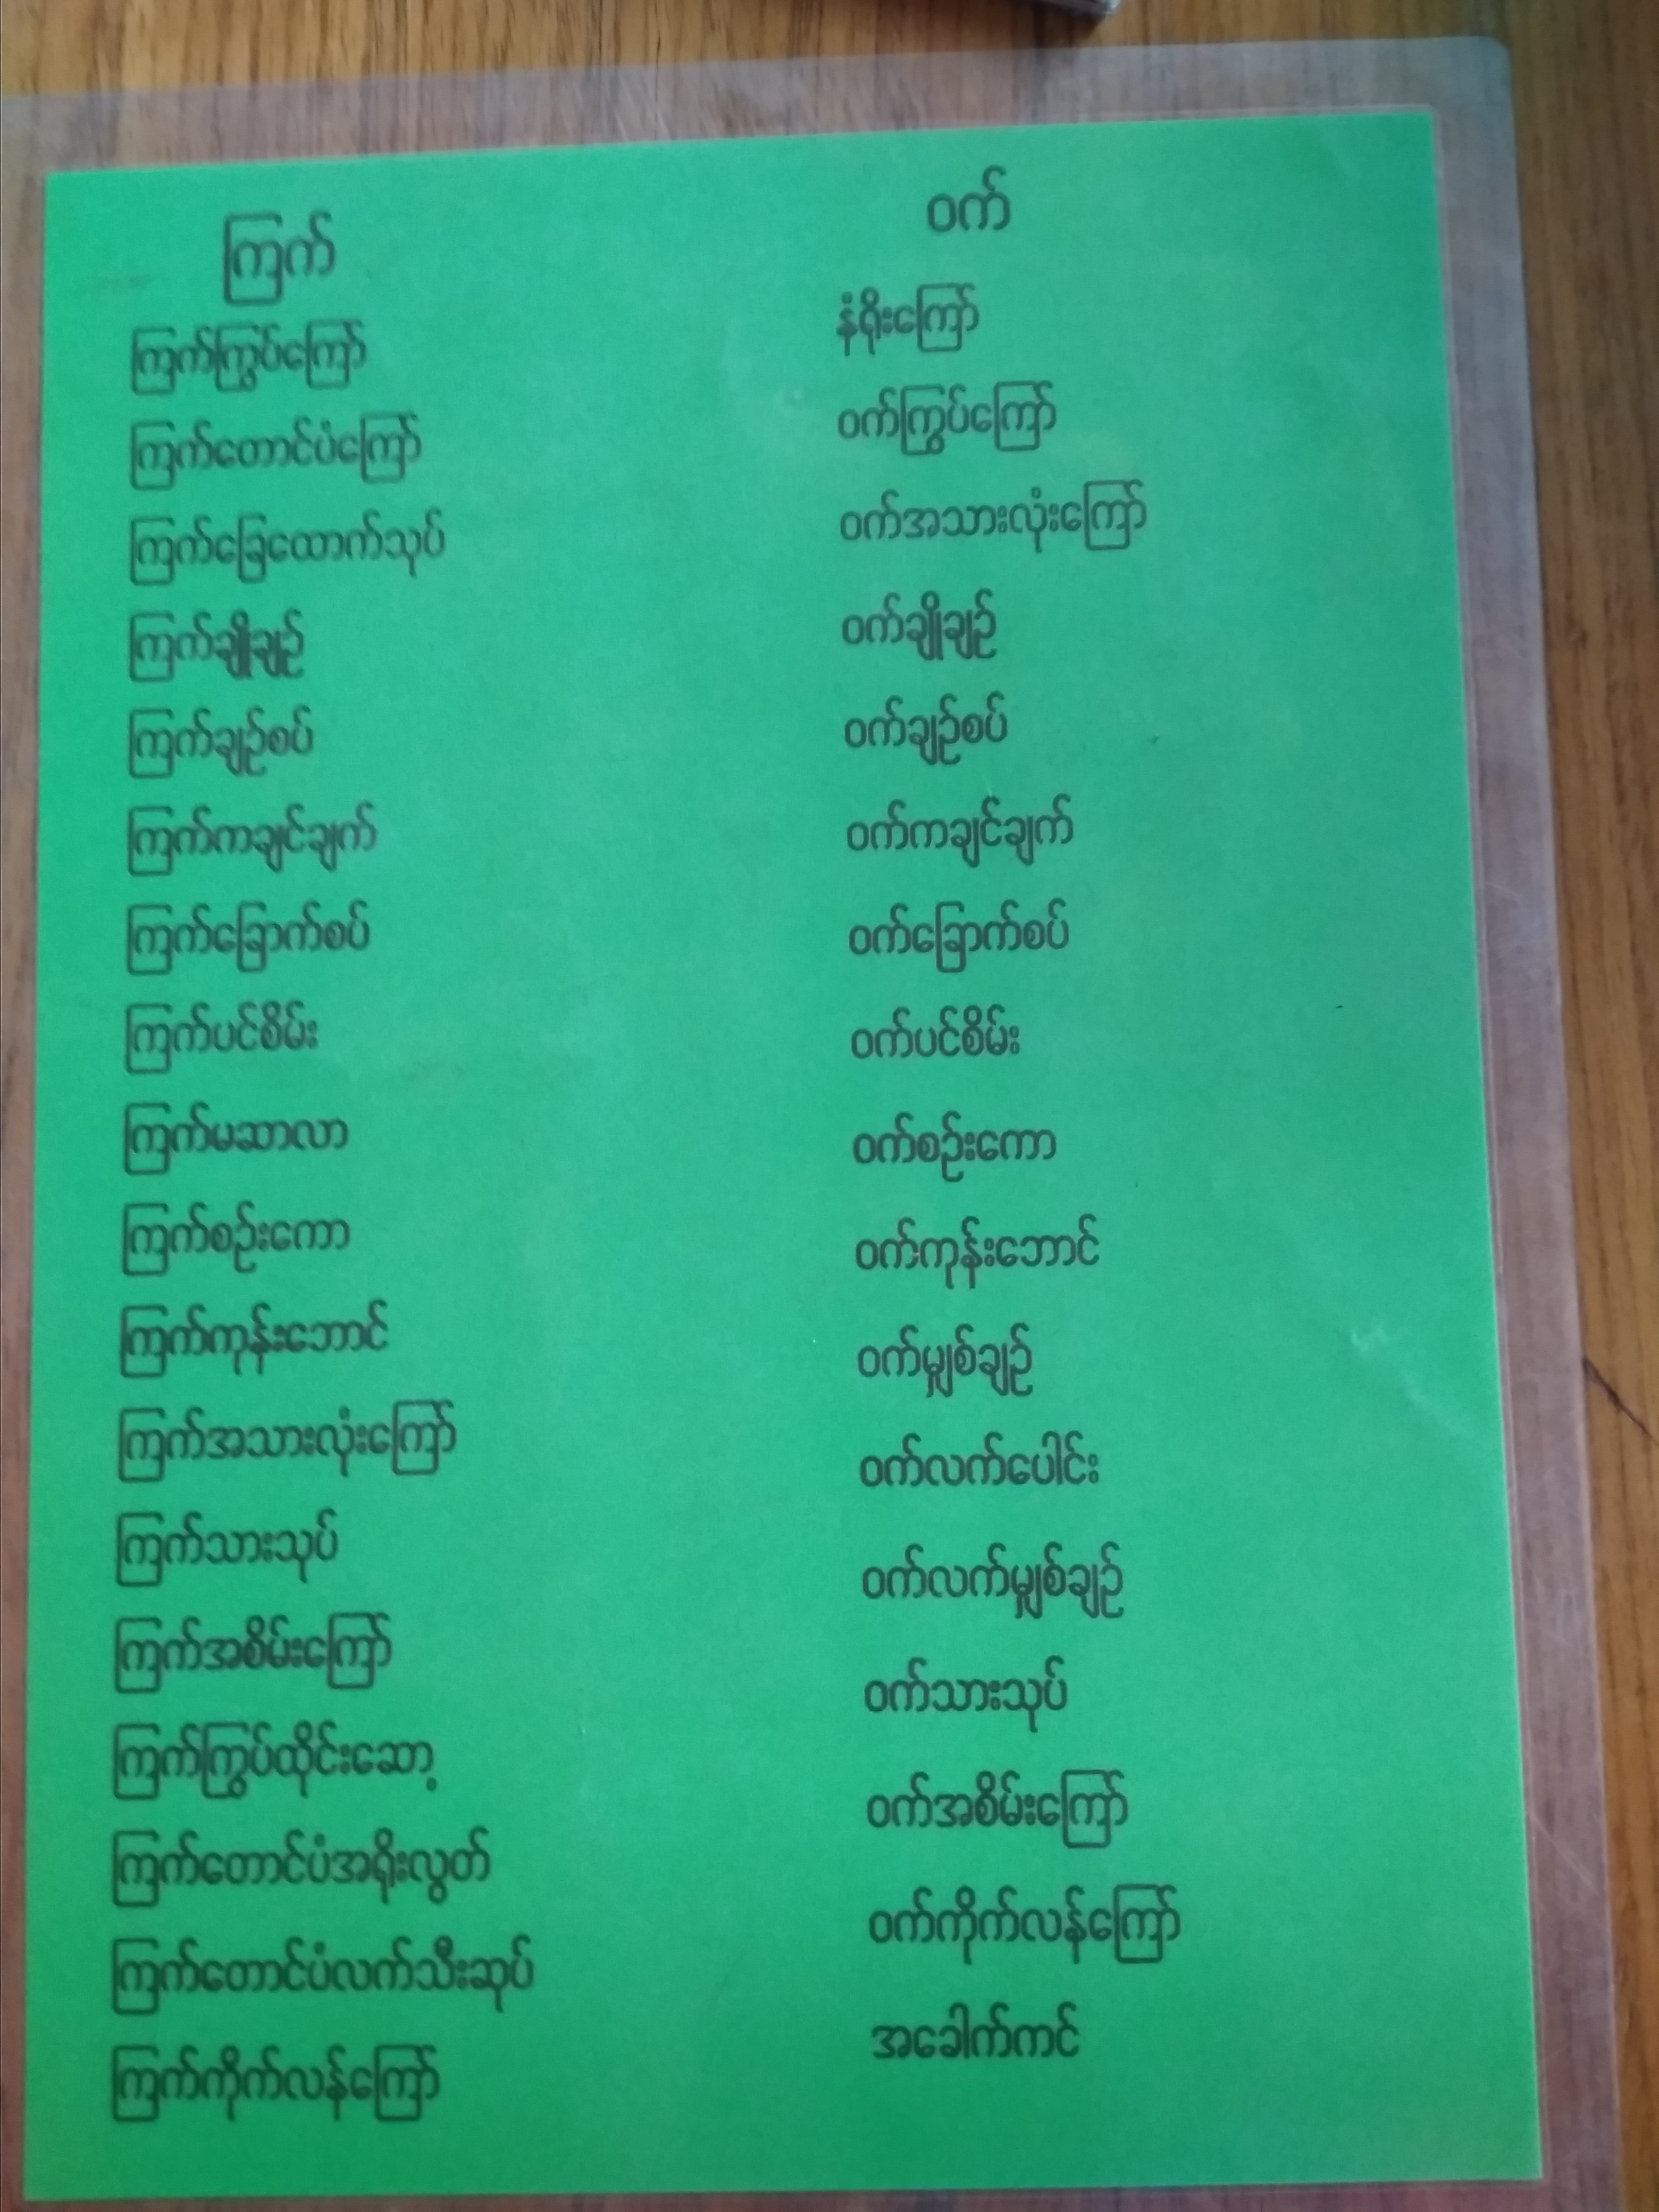 ကြက်
ကြက်ကြွပ်ကြော်
ကြက်တောင်ပံကြော်
ကြက်ခြေထောက်သုပ်
ကြက်ချိုချဉ်
ကြက်ချဉ်စပ်
ကြက်ကချင်ချက်
ကြက်ခြောက်စပ်
ကြက်ပင်စိမ်း
ကြက်မဆာလာ
ကြက်စဉ်းကော
ကြက်ကုန်းဘောင်
ကြက်အသားလုံးကြော်
ကြက်သားသုပ်
ကြက်အစိမ်းကြော်
ကြက်ကြွပ်ထိုင်းဆော့
ကြက်တောင်ပံအရိုးလွတ်
ကြက်တောင်ပံလက်သီးဆုပ်
ကြက်ကိုက်လန်ကြော်
ဝက်
နံရိုးကြော်
ဝက်ကြွပ်ကြော်
ဝက်အသားလုံးကြော်
ဝက်ချိုချဉ်
ဝက်ချဉ်စပ်
ဝက်ကချင်ချက်
ဝက်ခြောက်စပ်
ဝက်ပင်စိမ်း
ဝက်စဉ်းကော
ဝက်ကုန်းဘောင်
ဝက်မျှစ်ချဉ်
ဝက်လက်ပေါင်း
ဝက်လက်မျှစ်ချဉ်
ဝက်သားသုပ်
ဝက်အစိမ်းကြော်
ဝက်ကိုက်လန်ကြော်
အခေါက်ကင်